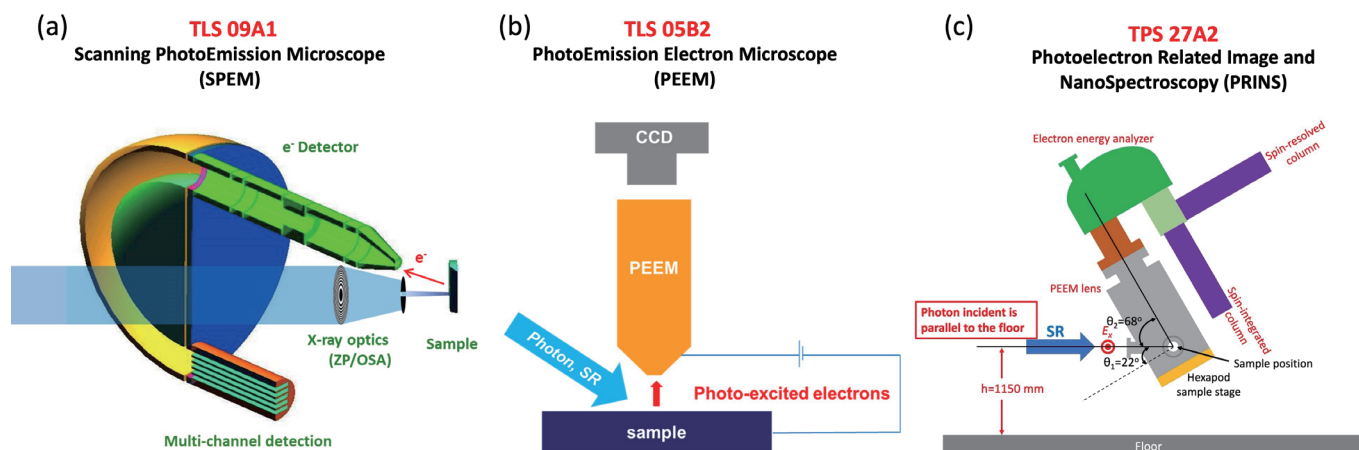 (a)
TLS 09A1
Scanning PhotoEmission Microscope
(SPEM)
e- Detector
e-
X-ray optics
(ZP/OSA)
Sample
Multi-channel detection
(b)
TLS 05B2
PhotoEmission Electron Microscope
(PEEM)
CCD
PEEM
Photon, SR
Photo-excited electrons
sample
(c)
TPS 27A2
Photoelectron Related Image and
NanoSpectroscopy (PRINS)
Electron energy analyzer
Spin-resolved
column
PEEM lens
Spin-integrated
column
Photon incident is
parallel to the floor
SR
Ex
θ2=68°
θ1=22°
Sample position
Hexapod
sample stage
h=1150 mm
Floor